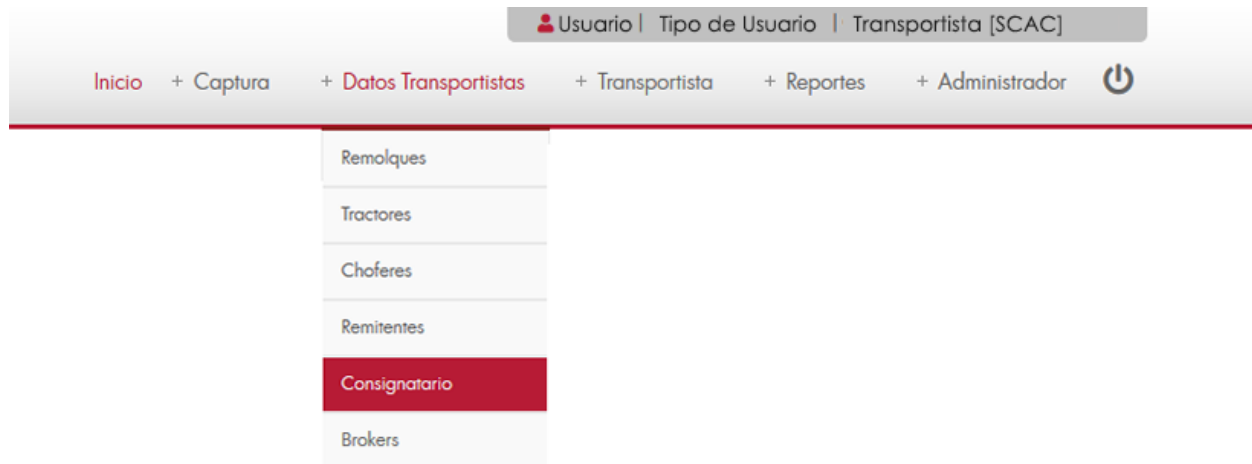 Usuario | Tipo de Usuario | Transportista [SCAC]
Inicio + Captura + Datos Transportistas + Transportista + Reportes + Administrador
Remolques
Tractores
Choferes
Remitentes
Consignatario
Brokers